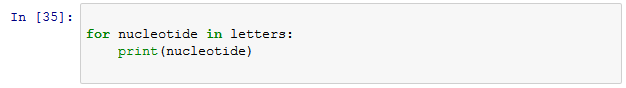 In [35]:
for nucleotide in letters:
    print(nucleotide)